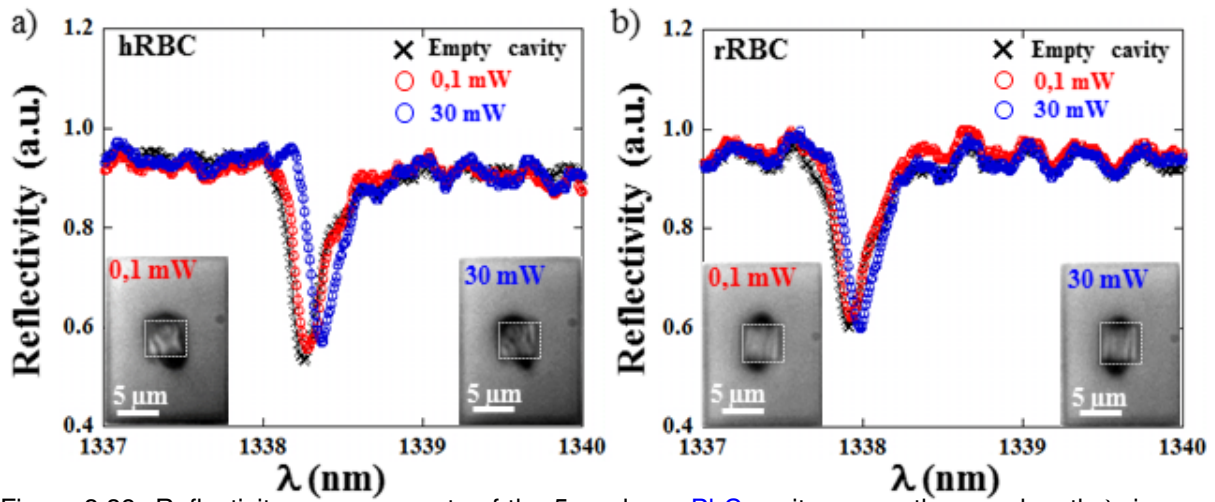 a)
hRBC
Empty cavity
0,1 mW
30 mW
Reflectivity (a.u.)
1.2
1.0
0.8
0.6
0.4
0,1 mW
5 µm
30 mW
5 µm
1337
1338
1339
1340
λ (nm)
b)
rRBC
Empty cavity
0,1 mW
30 mW
Reflectivity (a.u.)
1.2
1.0
0.8
0.6
0.4
0,1 mW
5 µm
30 mW
5 µm
1337
1338
1339
1340
λ (nm)